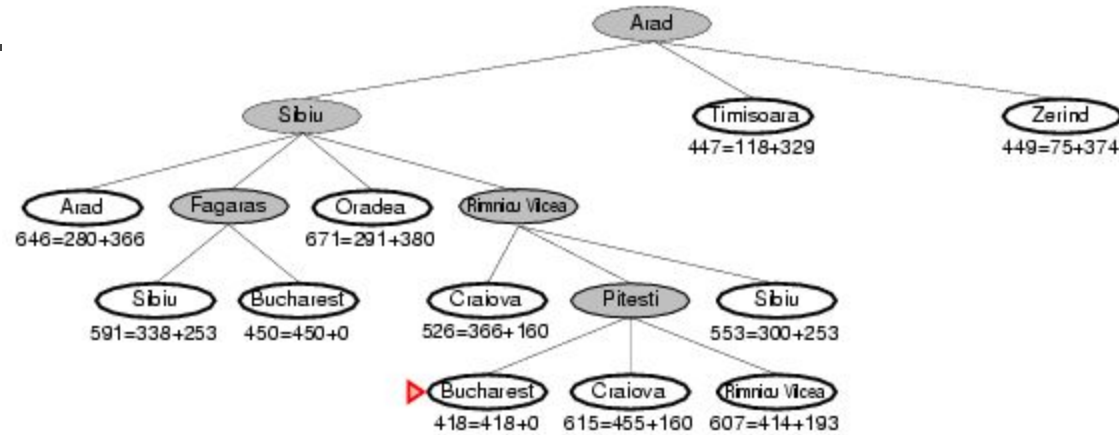 Arad
Sibiu Timisoara Zerind
447=118+329 449=75+374
Arad Fagaras Oradea Rimnicu Vilcea
646=280+366 671=291+380
Sibiu Bucharest Craiova Pitesti Sibiu
591=338+253 450=450+0 526=366+160 553=300+253
Bucharest Craiova Rimnicu Vilcea
418=418+0 615=455+160 607=414+193